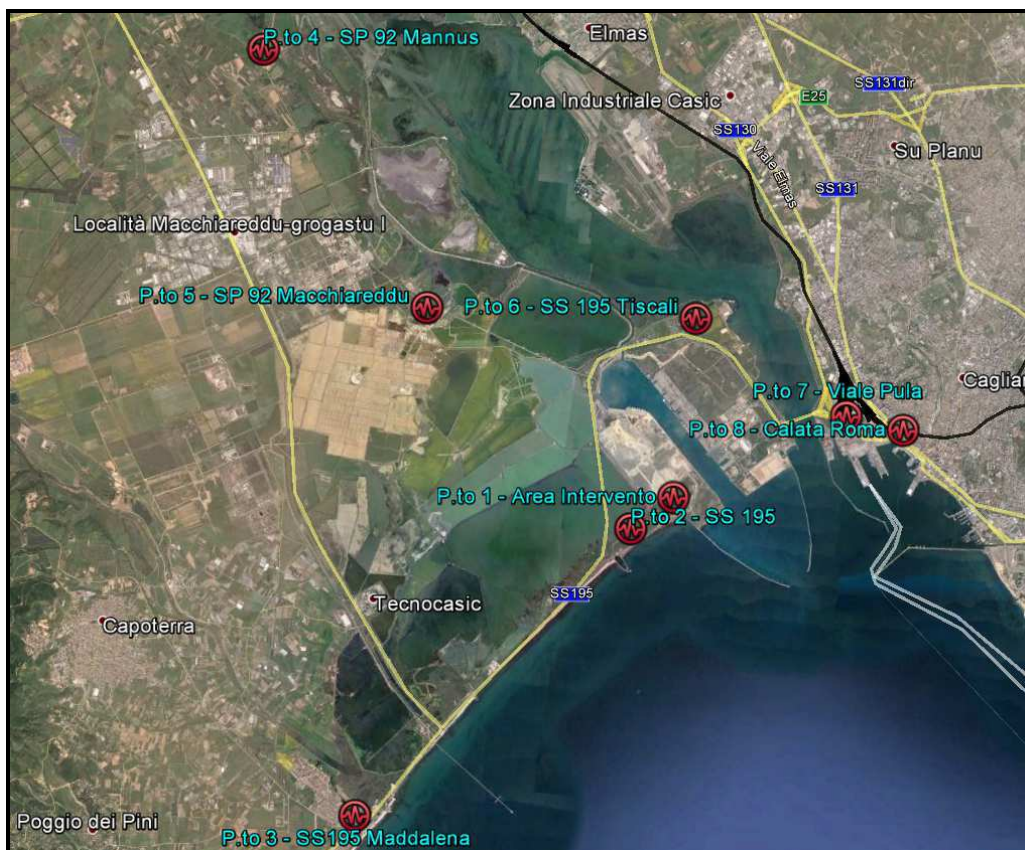 P.to 4 - SP 92 Mannus
Elmas
Zona Industriale Casic
SS131dir
E25
SS130
Viale Elmas
Su Planu
SS131
Località Macchiareddu-grogastu I
P.to 5 - SP 92 Macchiareddu
P.to 6 - SS 195 Tiscali
Cagliar
P.to 7 - Viale Pula
P.to 8 - Calata Roma
P.to 1 - Area Intervento
P.to 2 - SS 195
SS195
Tecnocasic
Capoterra
Poggio dei Pini
P.to 3 - SS195 Maddalena